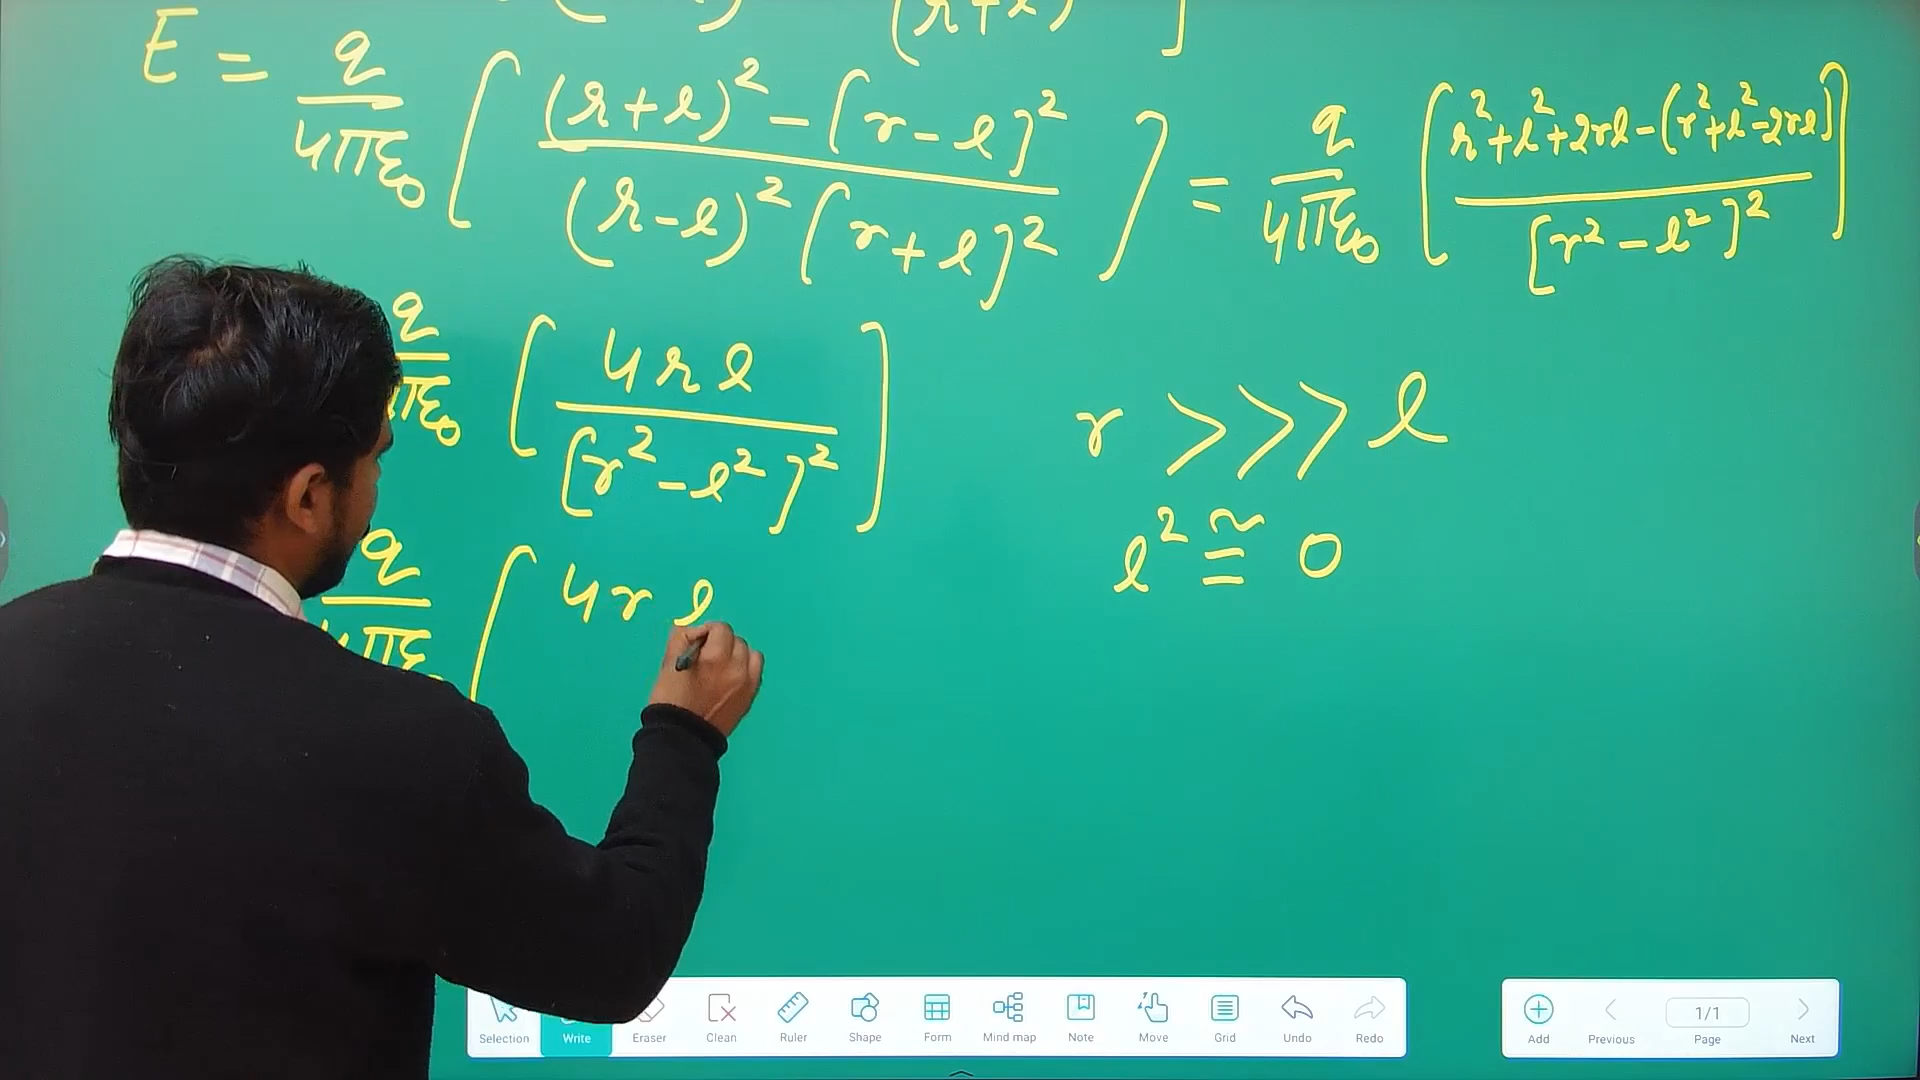 (r+l)
E = q/4πε₀ [ (r+l)² - [r-l]² / (r-l)² [r+l]² ] = q/4πε₀ [ r²+l²+2rl-(r²+l²-2rl) / [r²-l²]² ]
q/πε₀ [ 4rl / [r²-l²]² ]
r >>> l
l² ≅ 0
q/4πε [ 4rl
Selection Write Eraser Clean Ruler Shape Form Mind map Note Move Grid Undo Redo
1/1
Add Previous Page Next